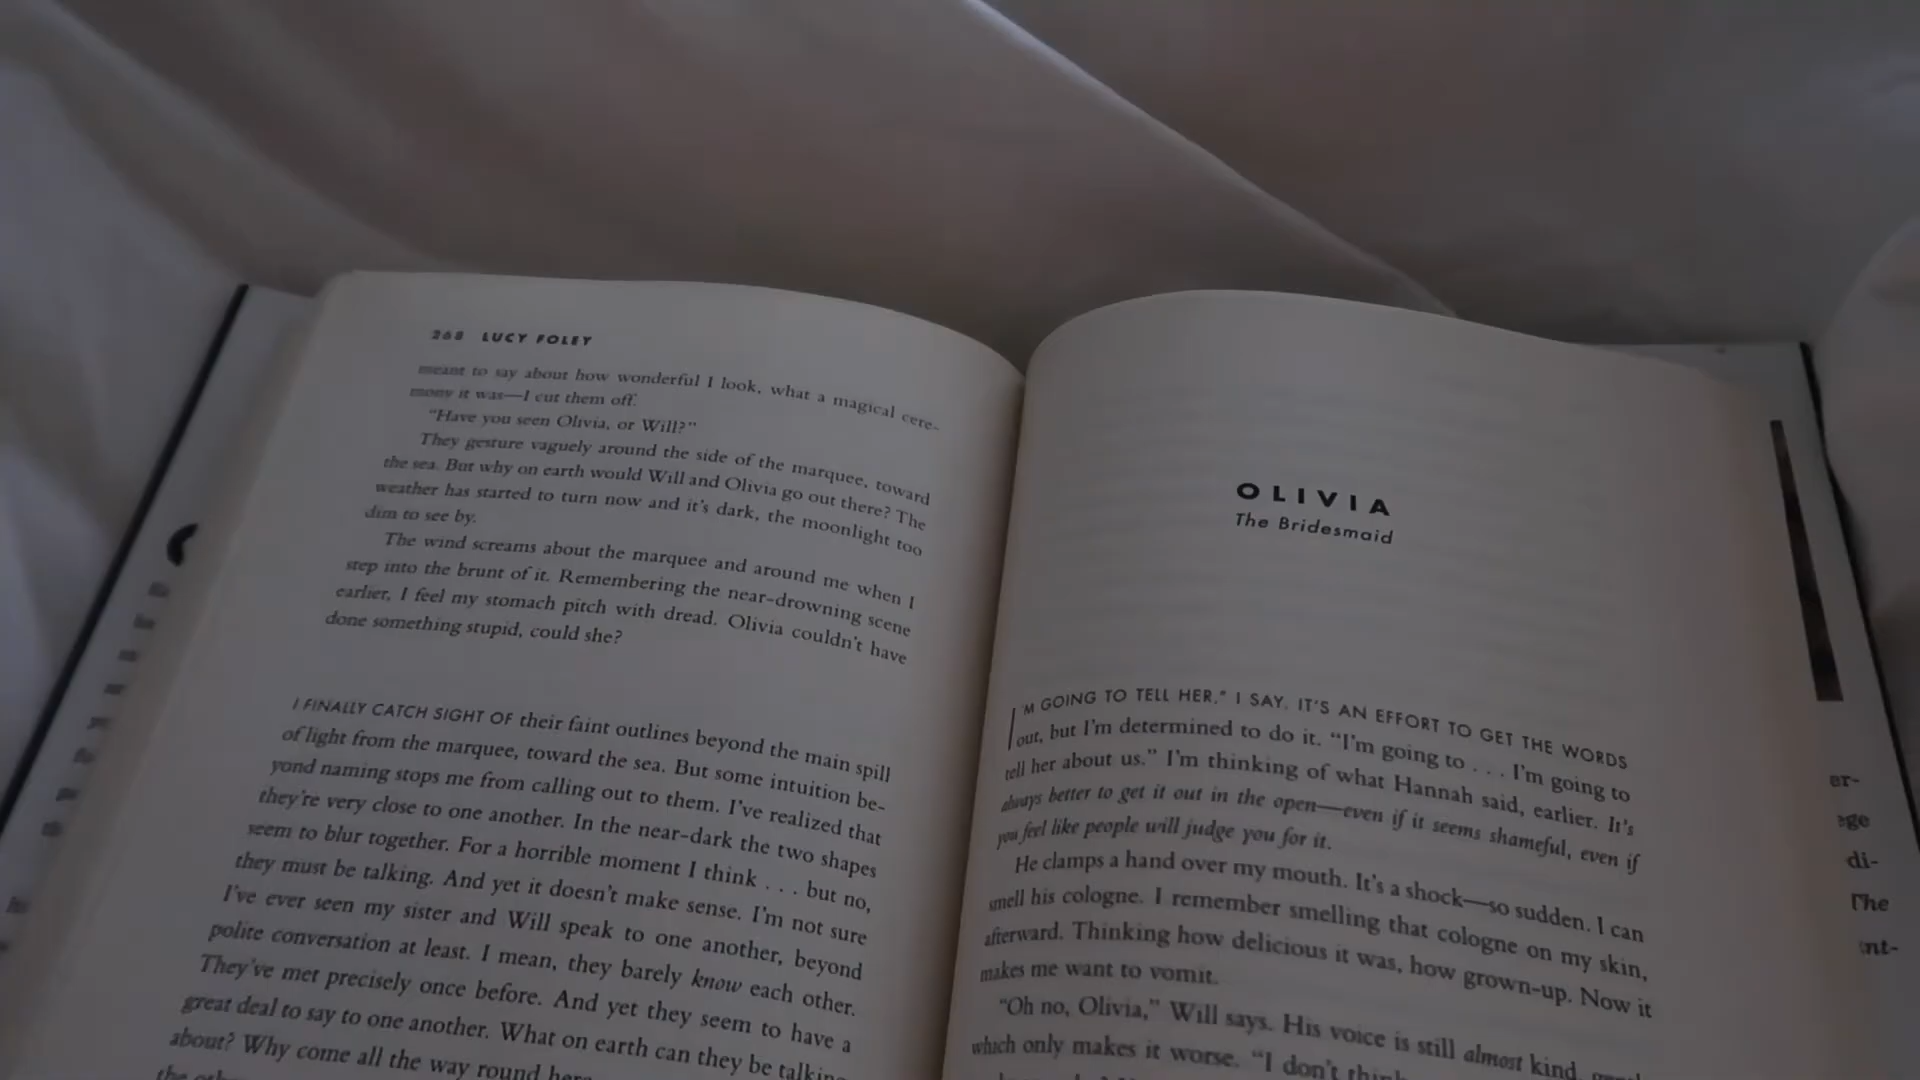 268 LUCY FOLEY
meant to say about how wonderful I look, what a magical cere-
mony it was—I cut them off.
"Have you seen Olivia, or Will?"
They gesture vaguely around the side of the marquee, toward
the sea. But why on earth would Will and Olivia go out there? The
weather has started to turn now and it's dark, the moonlight too
dim to see by.
The wind screams about the marquee and around me when I
step into the brunt of it. Remembering the near-drowning scene
earlier, I feel my stomach pitch with dread. Olivia couldn't have
done something stupid, could she?
I FINALLY CATCH SIGHT OF their faint outlines beyond the main spill
of light from the marquee, toward the sea. But some intuition be-
yond naming stops me from calling out to them. I've realized that
they're very close to one another. In the near-dark the two shapes
seem to blur together. For a horrible moment I think . . . but no,
they must be talking. And yet it doesn't make sense. I'm not sure
I've ever seen my sister and Will speak to one another, beyond
polite conversation at least. I mean, they barely know each other.
They've met precisely once before. And yet they seem to have a
great deal to say to one another. What on earth can they be talking
about? Why come all the way round here
OLIVIA
The Bridesmaid
I'M GOING TO TELL HER." I SAY. IT'S AN EFFORT TO GET THE WORDS
out, but I'm determined to do it. "I'm going to . . . I'm going to
tell her about us." I'm thinking of what Hannah said, earlier. It's
always better to get it out in the open—even if it seems shameful, even if
you feel like people will judge you for it.
He clamps a hand over my mouth. It's a shock—so sudden. I can
smell his cologne. I remember smelling that cologne on my skin,
afterward. Thinking how delicious it was, how grown-up. Now it
makes me want to vomit.
"Oh no, Olivia," Will says. His voice is still almost kind,
which only makes it worse. "I don't think
er-
age
di-
The
nt-